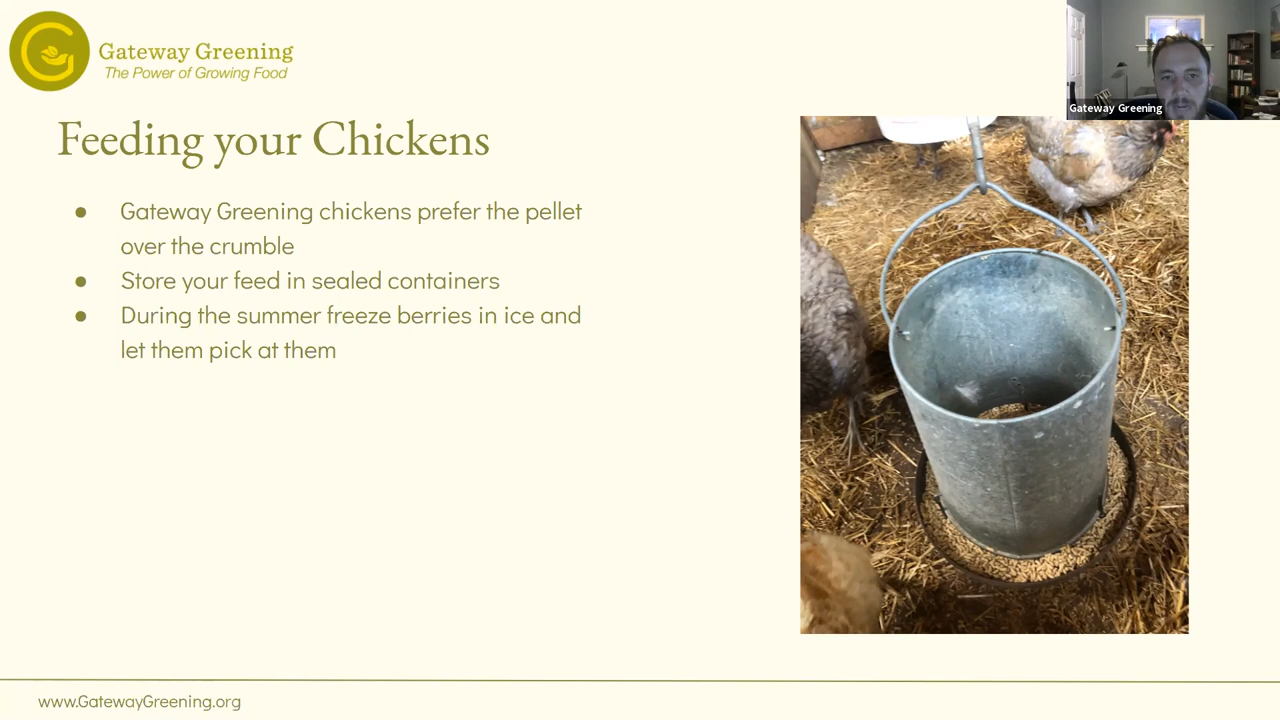 Gateway Greening
The Power of Growing Food
Gateway Greening
Feeding your Chickens
● Gateway Greening chickens prefer the pellet
over the crumble
● Store your feed in sealed containers
● During the summer freeze berries in ice and
let them pick at them
www.GatewayGreening.org